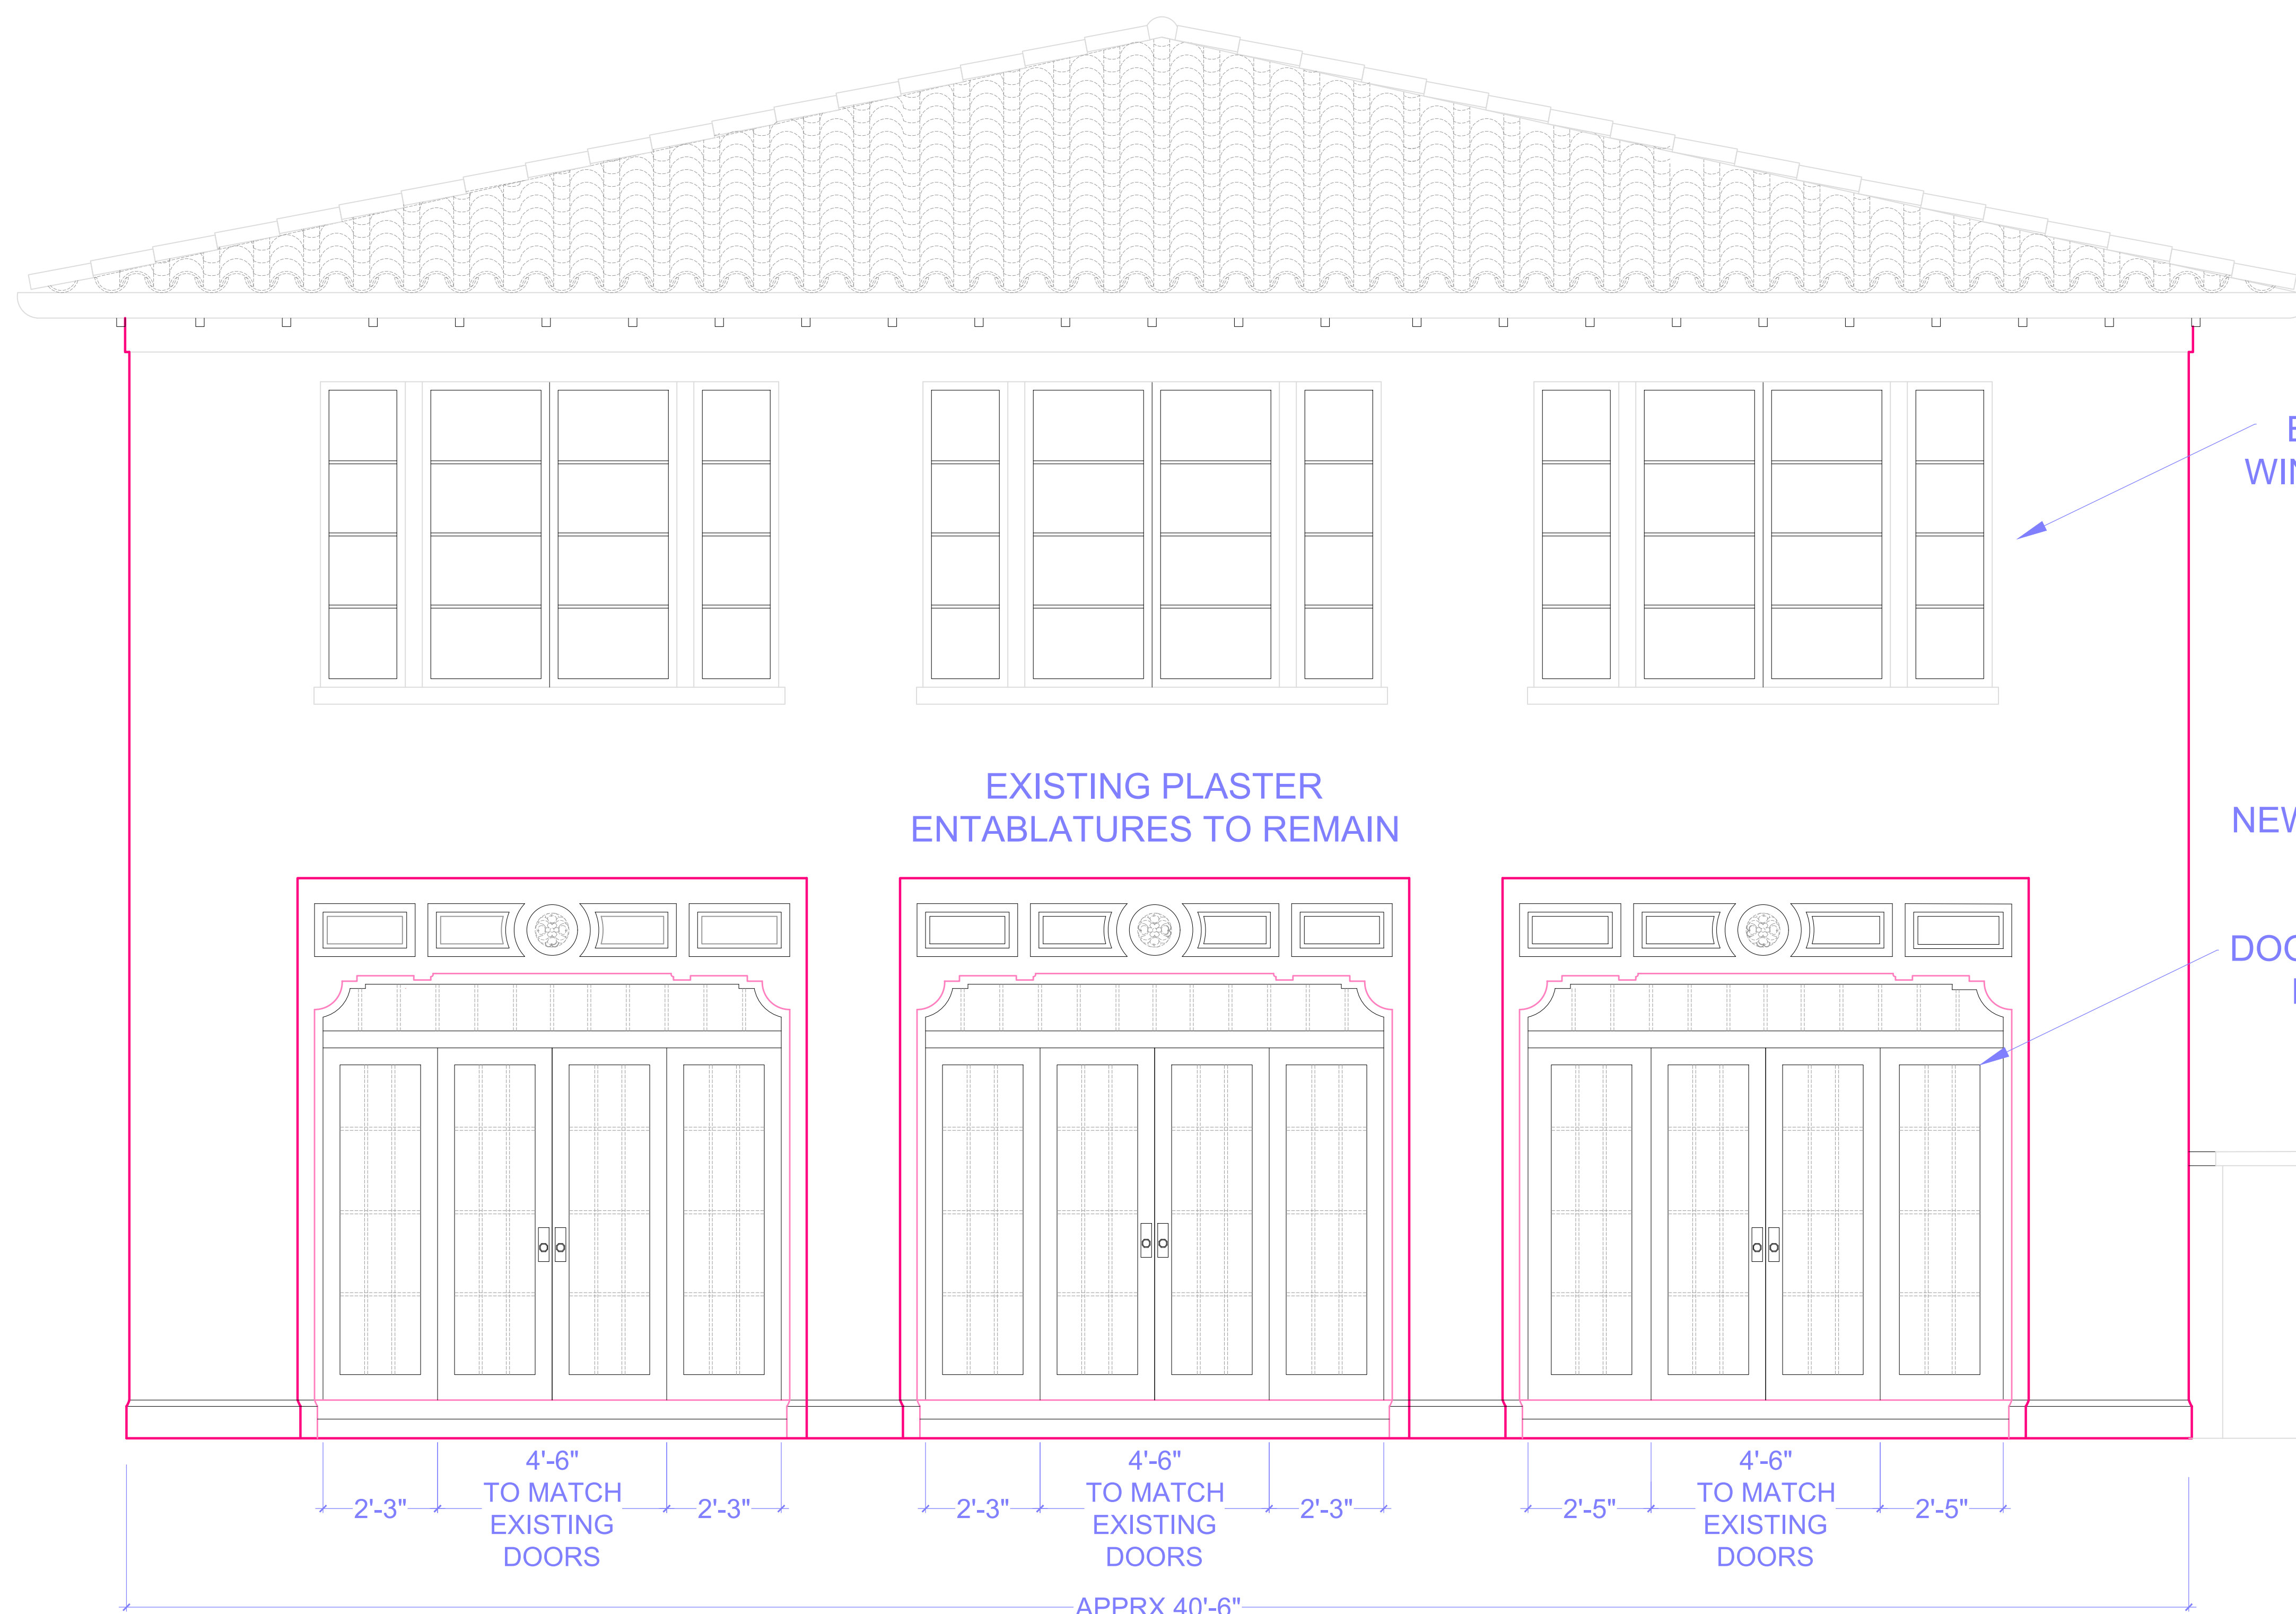 EXISTING PLASTER
ENTABLATURES TO REMAIN
4'-6"
TO MATCH
EXISTING
DOORS
2'-3"
2'-3"
4'-6"
TO MATCH
EXISTING
DOORS
2'-3"
2'-3"
4'-6"
TO MATCH
EXISTING
DOORS
2'-5"
2'-5"
APPRX 40'-6"